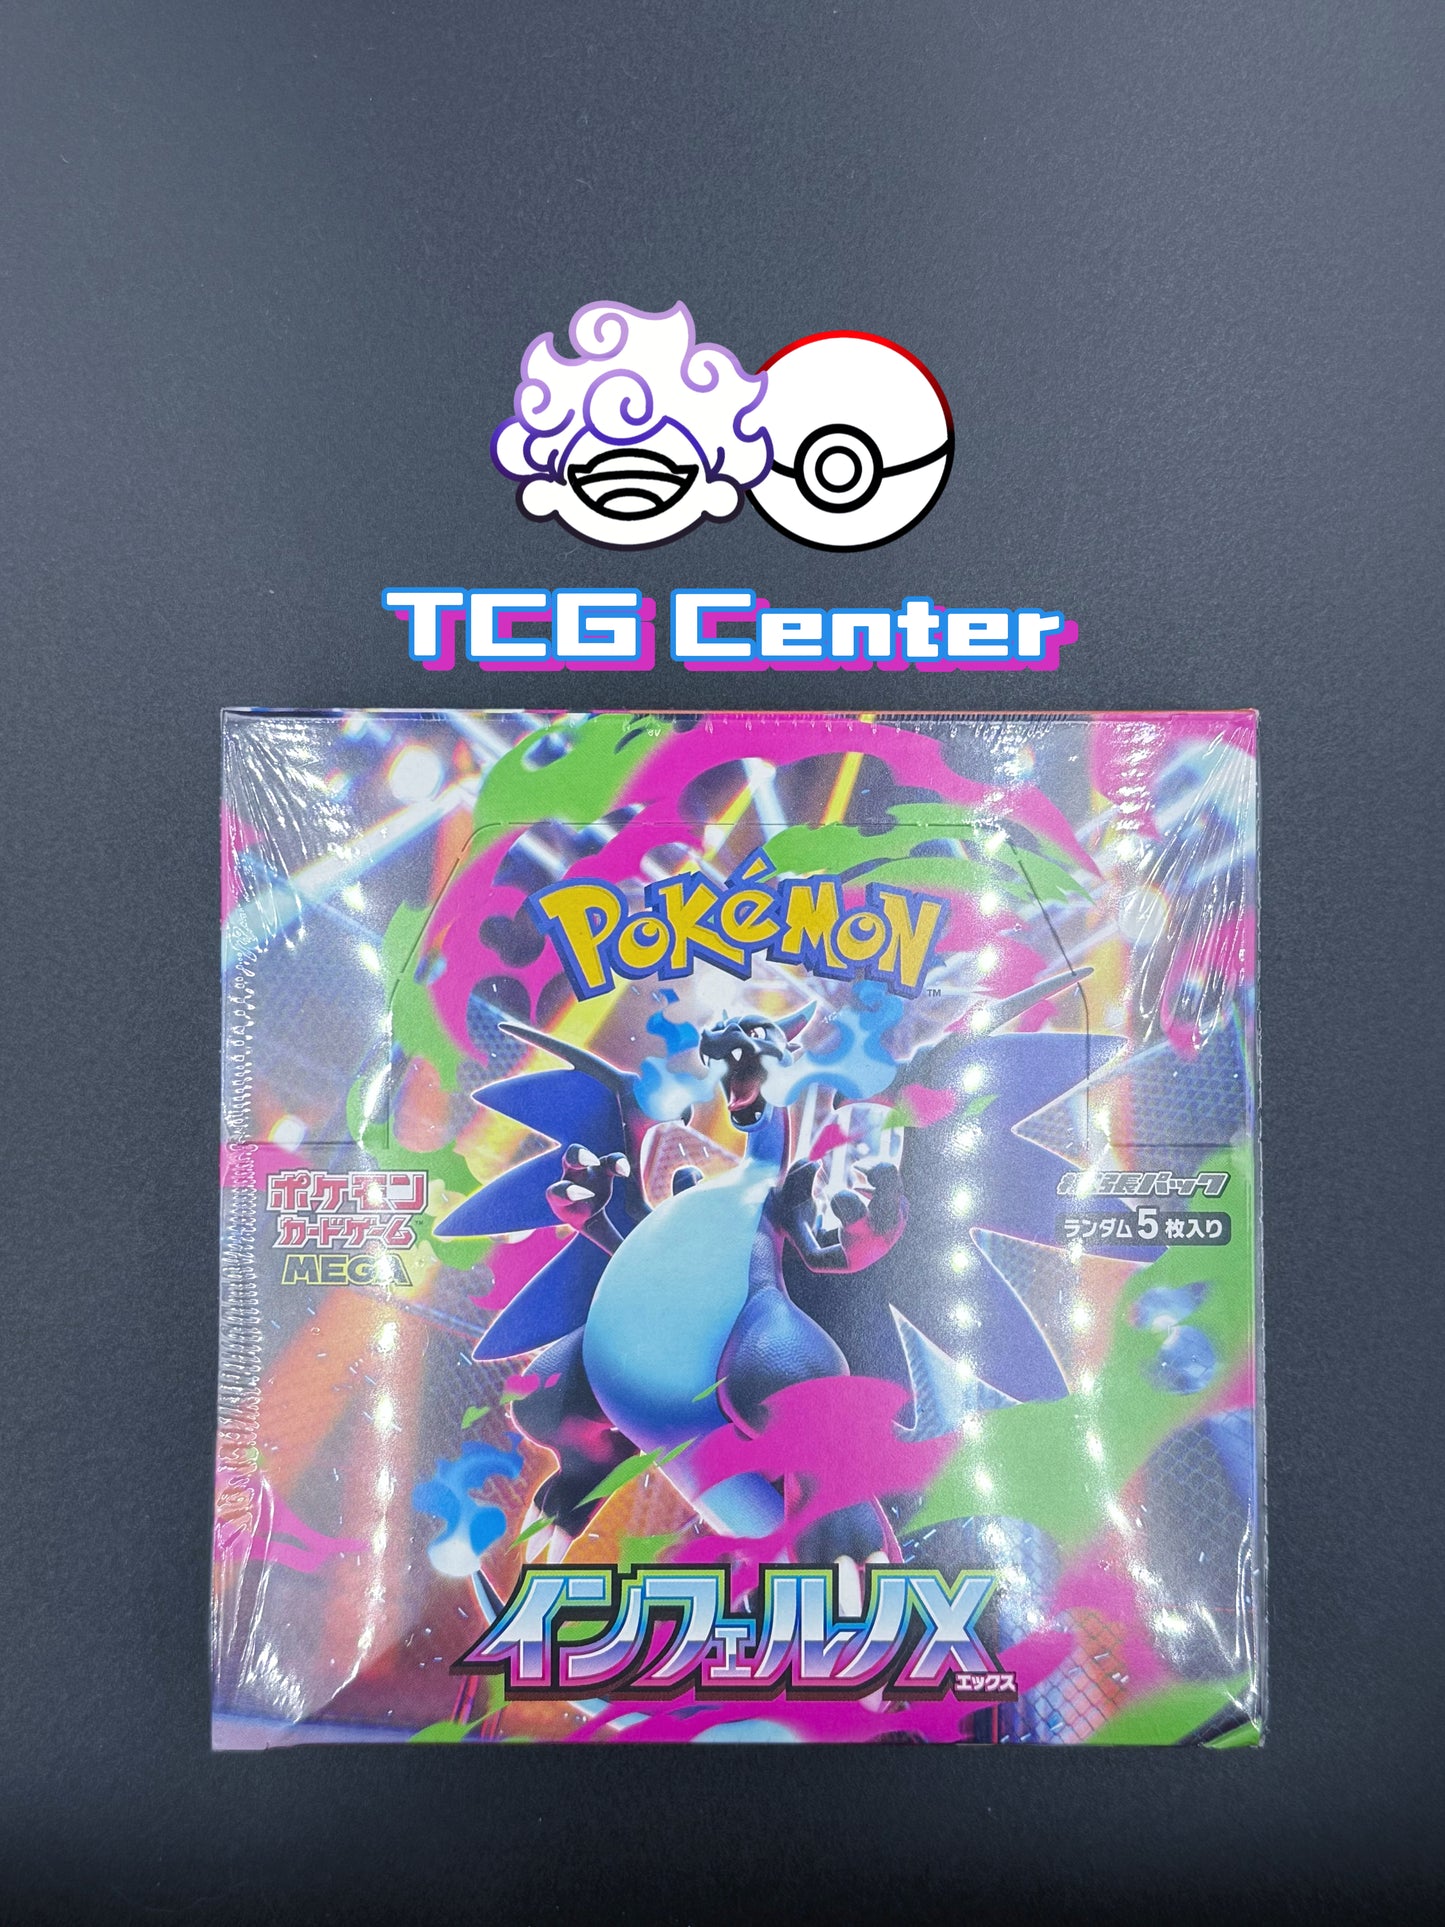 TCG Center
POKéMON
TM
ポケモン
カードゲーム
MEGA
拡張パック
ランダム5枚入り
インフェルノX
エックス